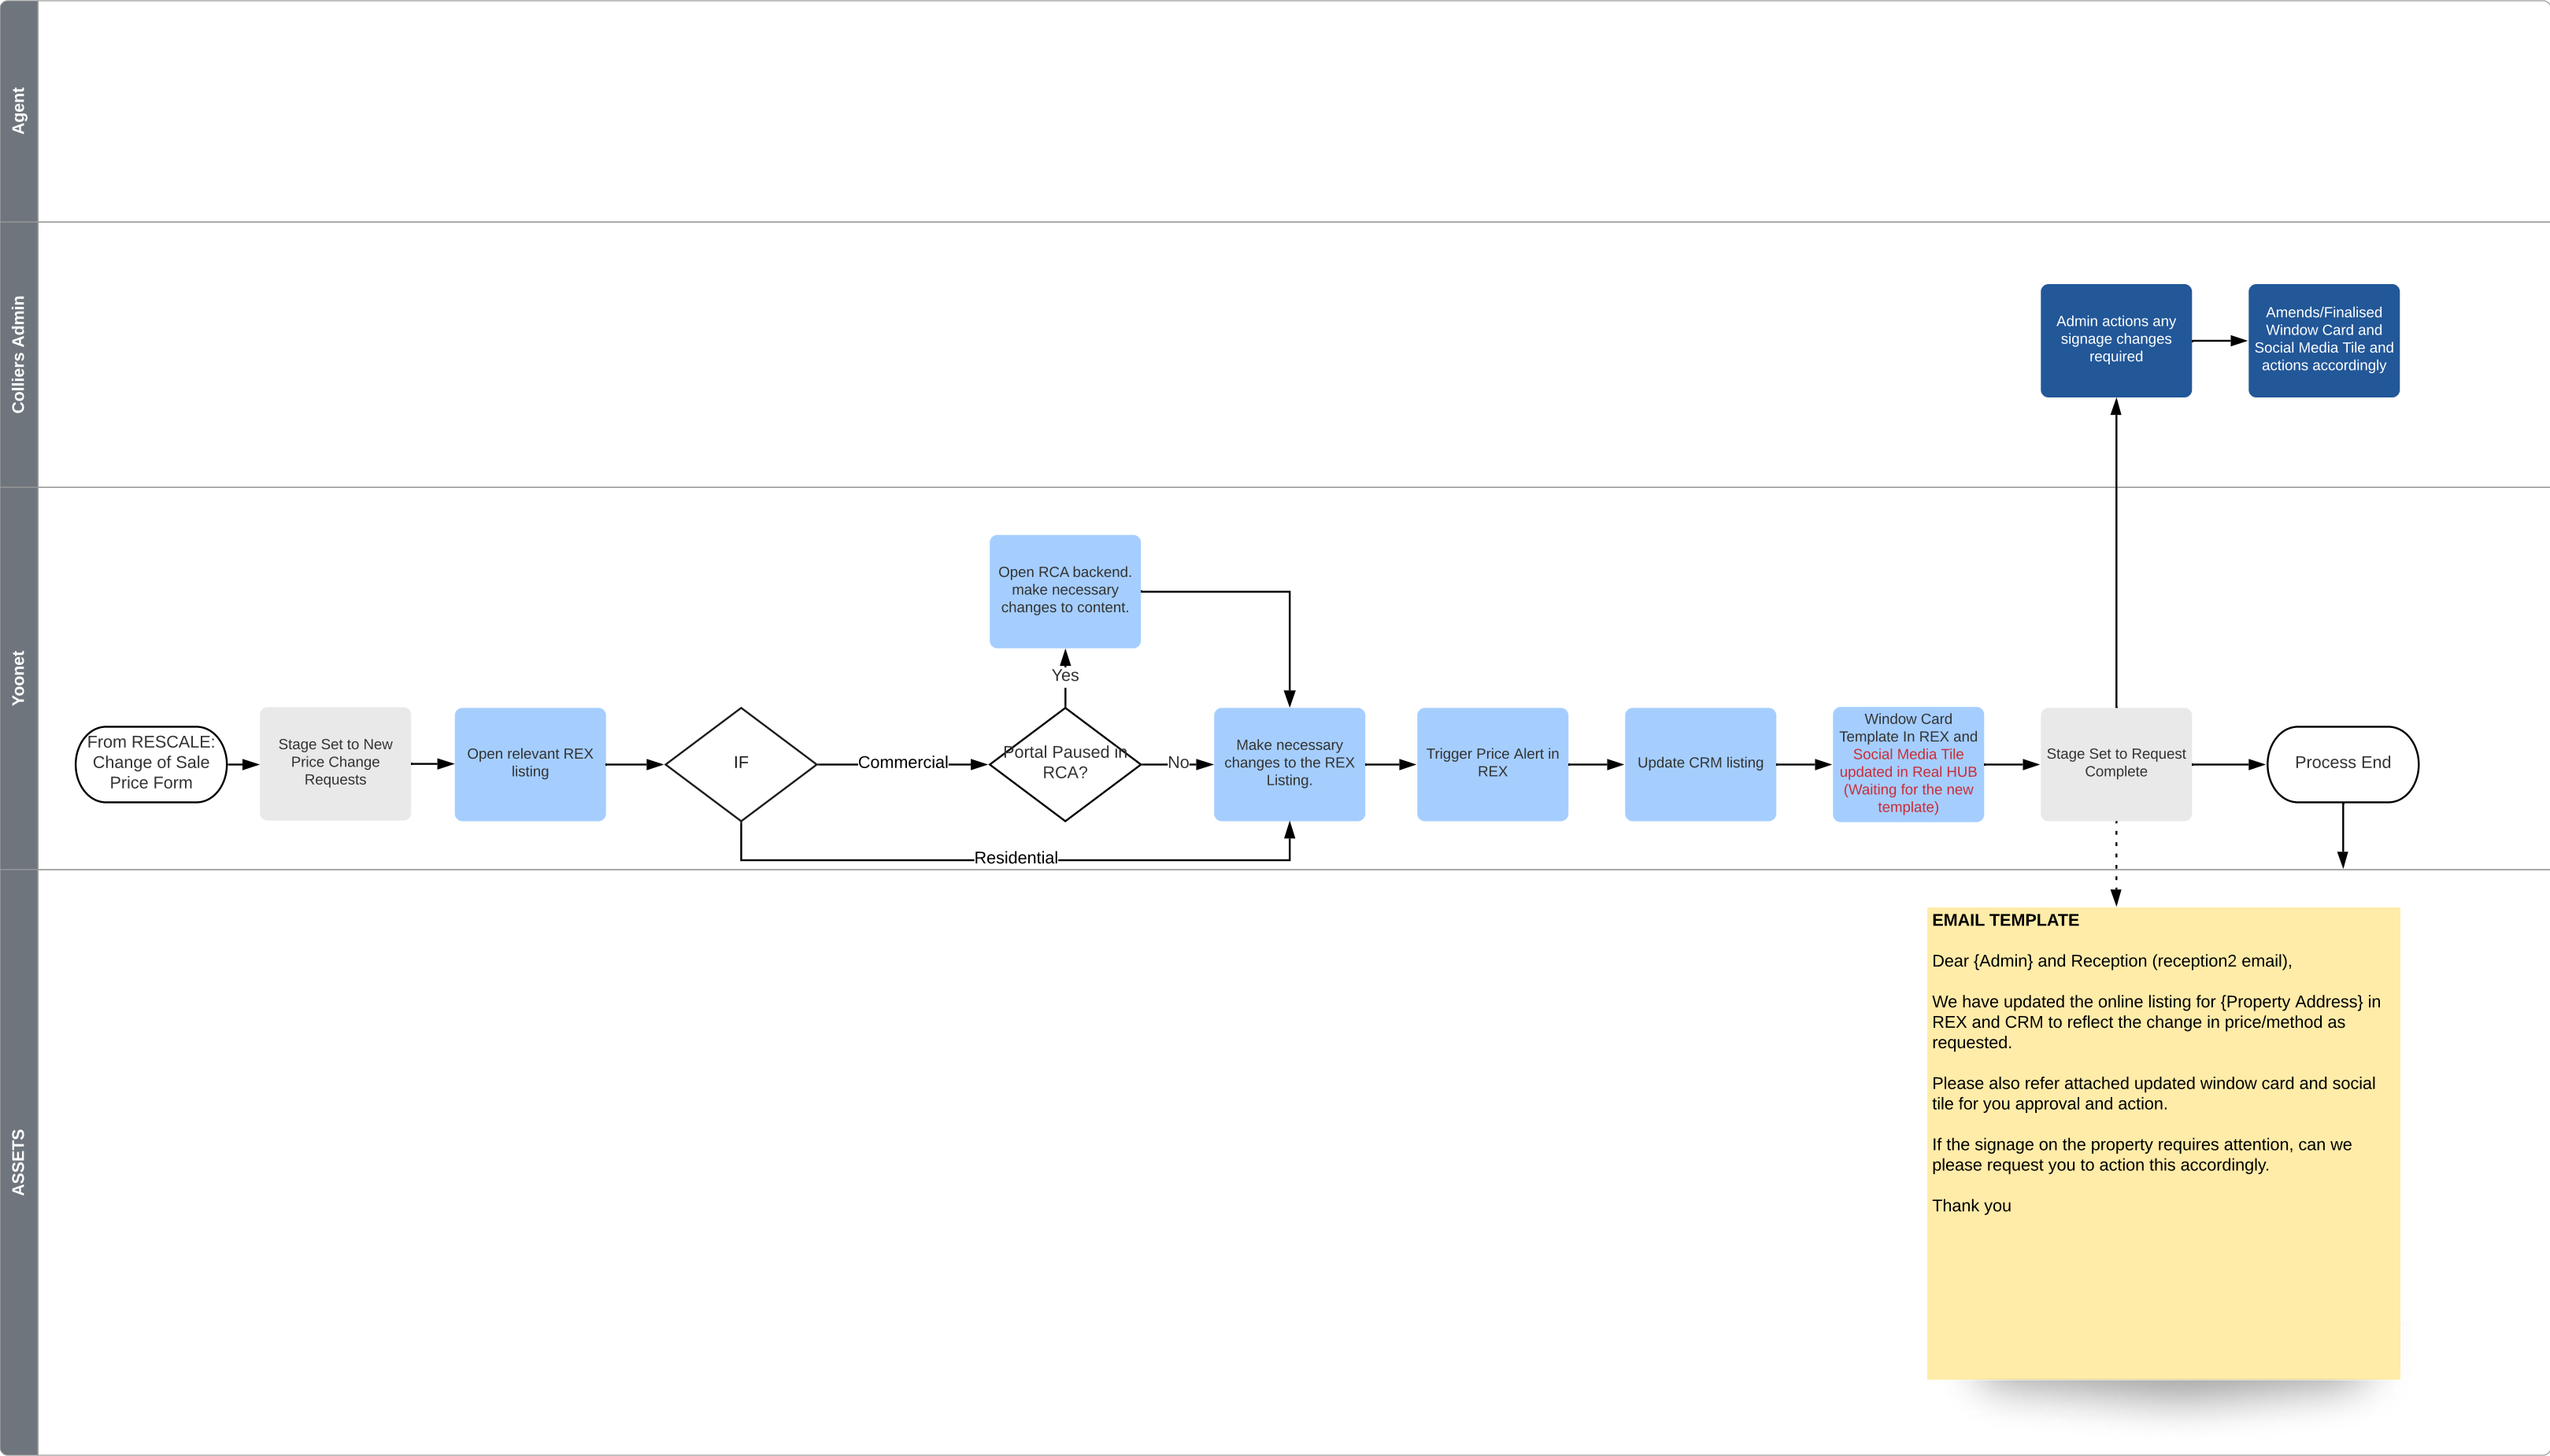 Agent
Colliers Admin
Admin actions any
signage changes
required
Amends/Finalised
Window Card and
Social Media Tile and
actions accordingly
Yoonet
From RESCALE:
Change of Sale
Price Form
Stage Set to New
Price Change
Requests
Open relevant REX
listing
IF
Commercial
Residential
Portal Paused in
RCA?
Yes
No
Open RCA backend.
make necessary
changes to content.
Make necessary
changes to the REX
Listing.
Trigger Price Alert in
REX
Update CRM listing
Window Card
Template In REX and
Social Media Tile
updated in Real HUB
(Waiting for the new
template)
Stage Set to Request
Complete
Process End
ASSETS
EMAIL TEMPLATE
Dear {Admin} and Reception (reception2 email),
We have updated the online listing for {Property Address} in
REX and CRM to reflect the change in price/method as
requested.
Please also refer attached updated window card and social
tile for you approval and action.
If the signage on the property requires attention, can we
please request you to action this accordingly.
Thank you